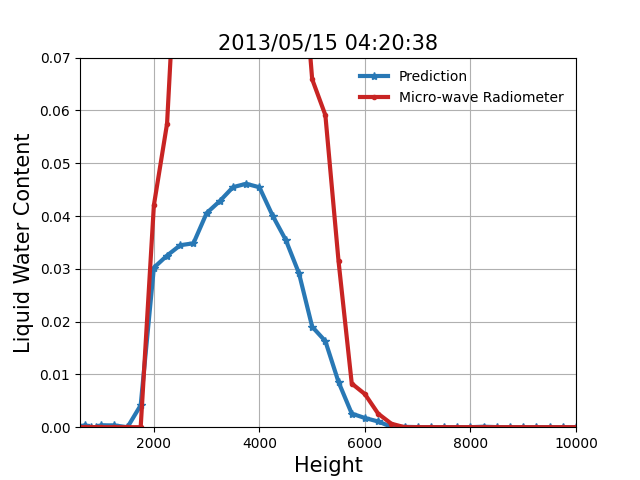 2013/05/15 04:20:38
0.07
0.06
0.05
0.04
0.03
0.02
0.01
0.00
Liquid Water Content
Prediction
Micro-wave Radiometer
2000 4000 6000 8000 10000
Height